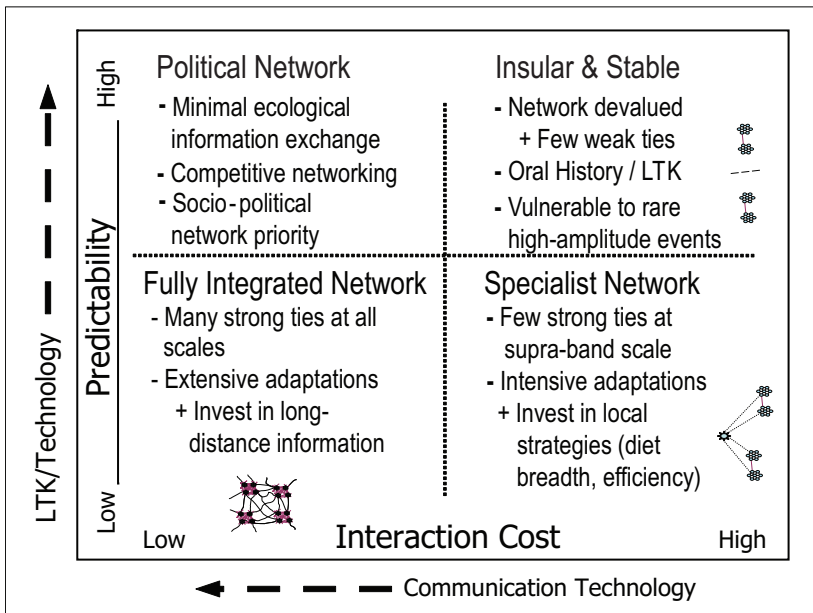 High
Political Network
- Minimal ecological
information exchange
- Competitive networking
- Socio-political
network priority
Insular & Stable
- Network devalued
+ Few weak ties
- Oral History / LTK
- Vulnerable to rare
high-amplitude events
LTK/Technology
Predictability
Fully Integrated Network
- Many strong ties at all
scales
- Extensive adaptations
+ Invest in long-
distance information
Specialist Network
- Few strong ties at
supra-band scale
- Intensive adaptations
+ Invest in local
strategies (diet
breadth, efficiency)
Low
Low
Interaction Cost
High
Communication Technology